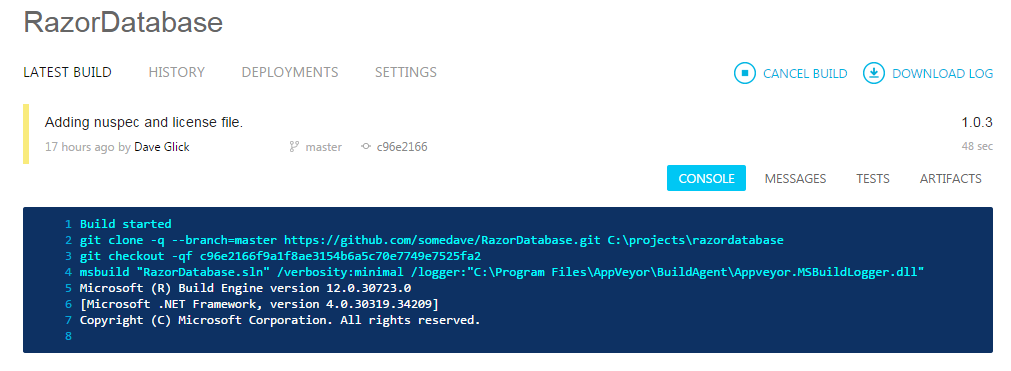 RazorDatabase
LATEST BUILD HISTORY DEPLOYMENTS SETTINGS CANCEL BUILD DOWNLOAD LOG
Adding nuspec and license file. 1.0.3
17 hours ago by Dave Glick master c96e2166 48 sec
CONSOLE MESSAGES TESTS ARTIFACTS
1 Build started
2 git clone -q --branch=master https://github.com/somedave/RazorDatabase.git C:\projects\razordatabase
3 git checkout -qf c96e2166f9a1f8ae3154b6a5c70e7749e7525fa2
4 msbuild "RazorDatabase.sln" /verbosity:minimal /logger:"C:\Program Files\AppVeyor\BuildAgent\Appveyor.MSBuildLogger.dll"
5 Microsoft (R) Build Engine version 12.0.30723.0
6 [Microsoft .NET Framework, version 4.0.30319.34209]
7 Copyright (C) Microsoft Corporation. All rights reserved.
8